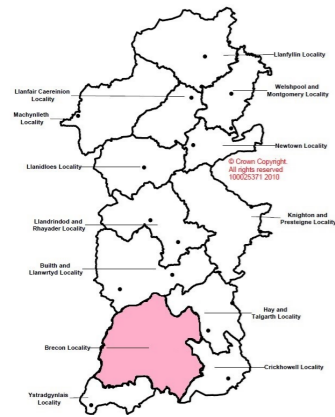 Llanfyllin Locality
Llanfair Caereinion
Locality
Welshpool and
Montgomery Locality
Machynlleth
Locality
Newtown Locality
© Crown Copyright.
All rights reserved
100025371 2010
Llanidloes Locality
Llandrindod and
Rhayader Locality
Knighton and
Presteigne Locality
Builth and
Llanwrtyd Locality
Hay and
Talgarth Locality
Brecon Locality
Crickhowell Locality
Ystradgynlais
Locality